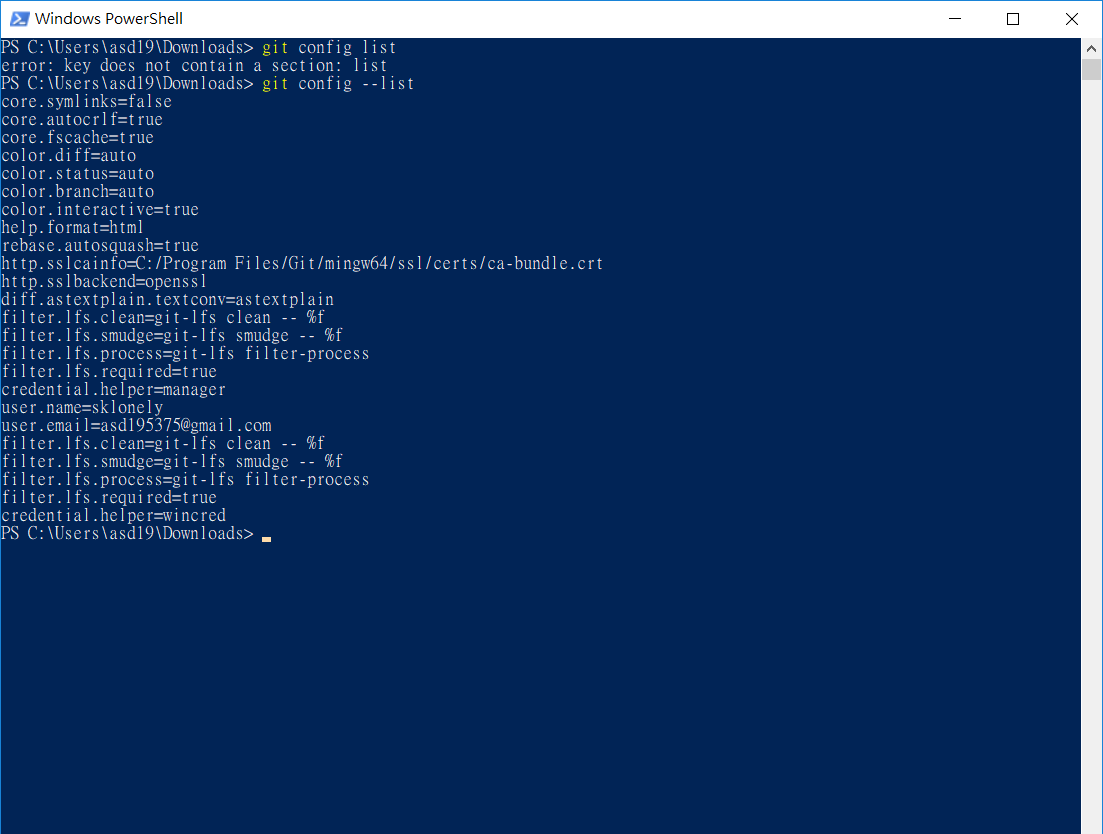 Windows PowerShell
PS C:\Users\asd19\Downloads> git config list
error: key does not contain a section: list
PS C:\Users\asd19\Downloads> git config --list
core.symlinks=false
core.autocrlf=true
core.fscache=true
color.diff=auto
color.status=auto
color.branch=auto
color.interactive=true
help.format=html
rebase.autosquash=true
http.sslcainfo=C:/Program Files/Git/mingw64/ssl/certs/ca-bundle.crt
http.sslbackend=openssl
diff.astextplain.textconv=astextplain
filter.lfs.clean=git-lfs clean -- %f
filter.lfs.smudge=git-lfs smudge -- %f
filter.lfs.process=git-lfs filter-process
filter.lfs.required=true
credential.helper=manager
user.name=sklonely
user.email=asd195375@gmail.com
filter.lfs.clean=git-lfs clean -- %f
filter.lfs.smudge=git-lfs smudge -- %f
filter.lfs.process=git-lfs filter-process
filter.lfs.required=true
credential.helper=wincred
PS C:\Users\asd19\Downloads>